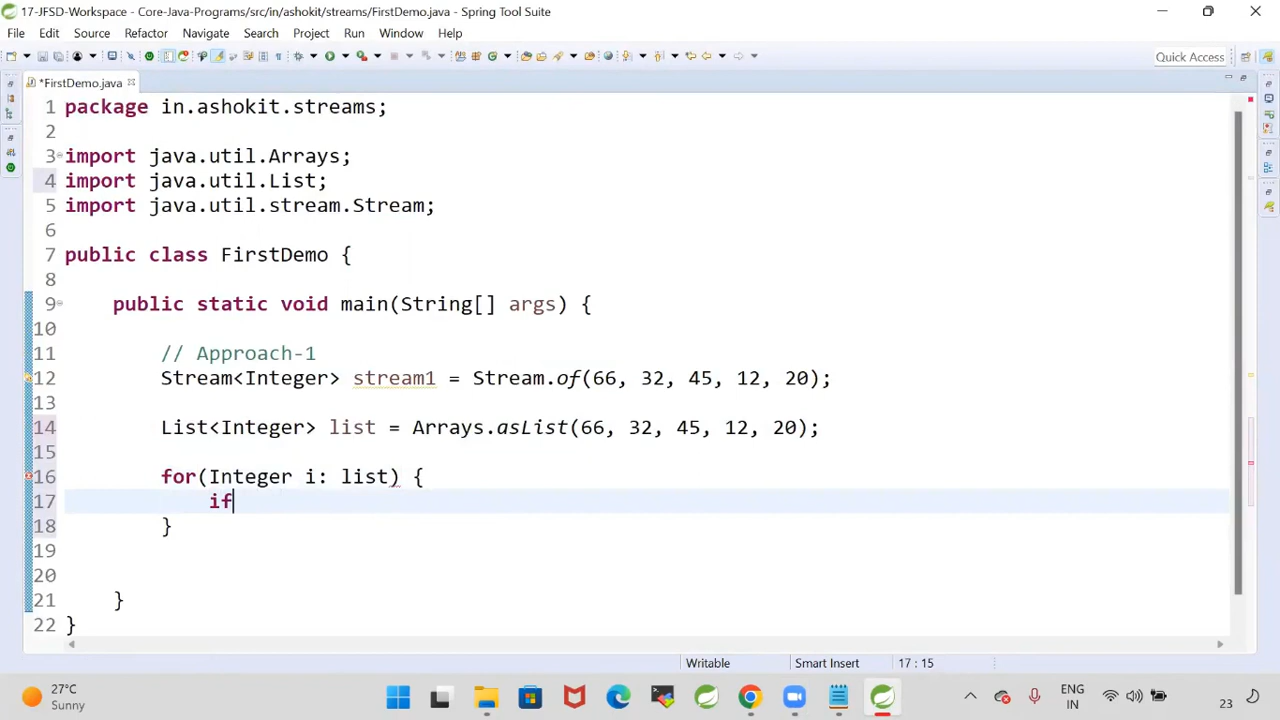 17-JFSD-Workspace - Core-Java-Programs/src/in/ashokit/streams/FirstDemo.java - Spring Tool Suite
File Edit Source Refactor Navigate Search Project Run Window Help
Quick Access
*FirstDemo.java
1 package in.ashokit.streams;
2
3 import java.util.Arrays;
4 import java.util.List;
5 import java.util.stream.Stream;
6
7 public class FirstDemo {
8
9 public static void main(String[] args) {
10
11 // Approach-1
12 Stream<Integer> stream1 = Stream.of(66, 32, 45, 12, 20);
13
14 List<Integer> list = Arrays.asList(66, 32, 45, 12, 20);
15
16 for(Integer i: list) {
17 if
18 }
19
20
21 }
22 }
Writable Smart Insert 17 : 15
27°C
Sunny
ENG
IN
23